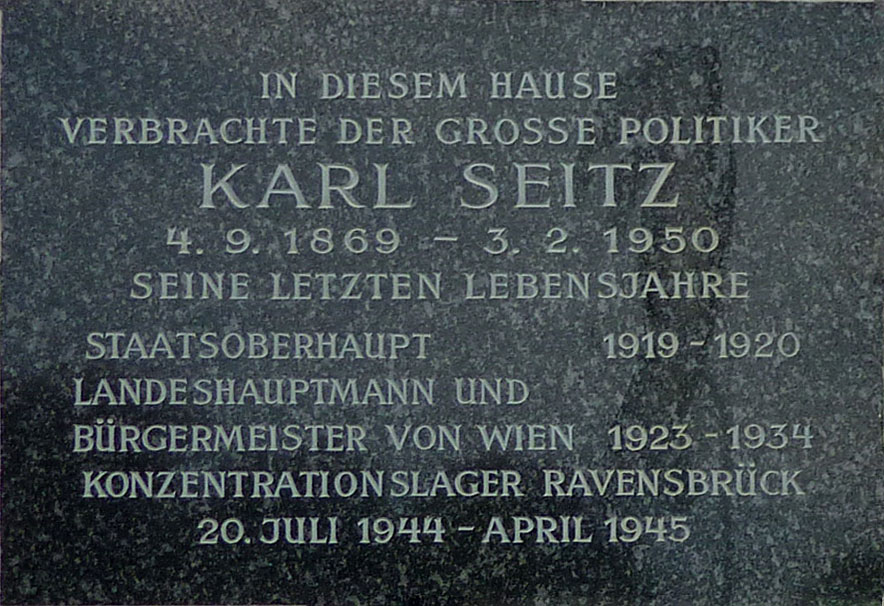 IN DIESEM HAUSE
VERBRACHTE DER GROSSE POLITIKER
KARL SEITZ
4. 9. 1869 – 3. 2. 1950
SEINE LETZTEN LEBENSJAHRE
STAATSOBERHAUPT 1919 - 1920
LANDESHAUPTMANN UND
BÜRGERMEISTER VON WIEN 1923 - 1934
KONZENTRATIONSLAGER RAVENSBRÜCK
20. JULI 1944 – APRIL 1945